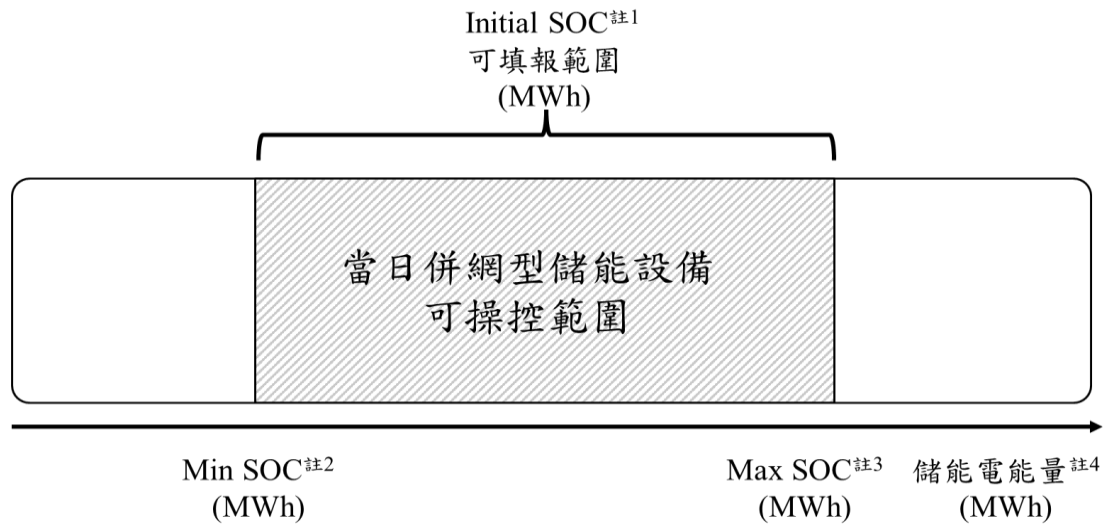 Initial SOC註1
可填報範圍
(MWh)
當日併網型儲能設備
可操控範圍
Min SOC註2
(MWh)
Max SOC註3
(MWh)
儲能電能量註4
(MWh)